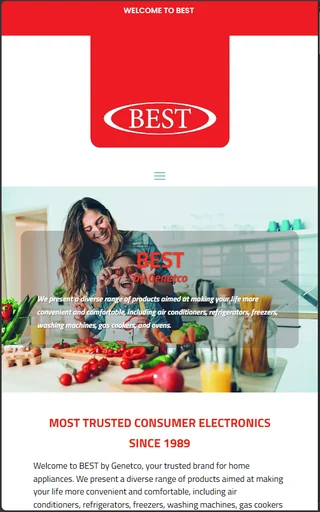 WELCOME TO BEST
BEST
BEST
by Genetco
We present a diverse range of products aimed at making your life more
convenient and comfortable, including air conditioners, refrigerators, freezers,
washing machines, gas cookers, and ovens.
MOST TRUSTED CONSUMER ELECTRONICS
SINCE 1989
Welcome to BEST by Genetco, your trusted brand for home
appliances. We present a diverse range of products aimed at making
your life more convenient and comfortable, including air
conditioners, refrigerators, freezers, washing machines, gas cookers